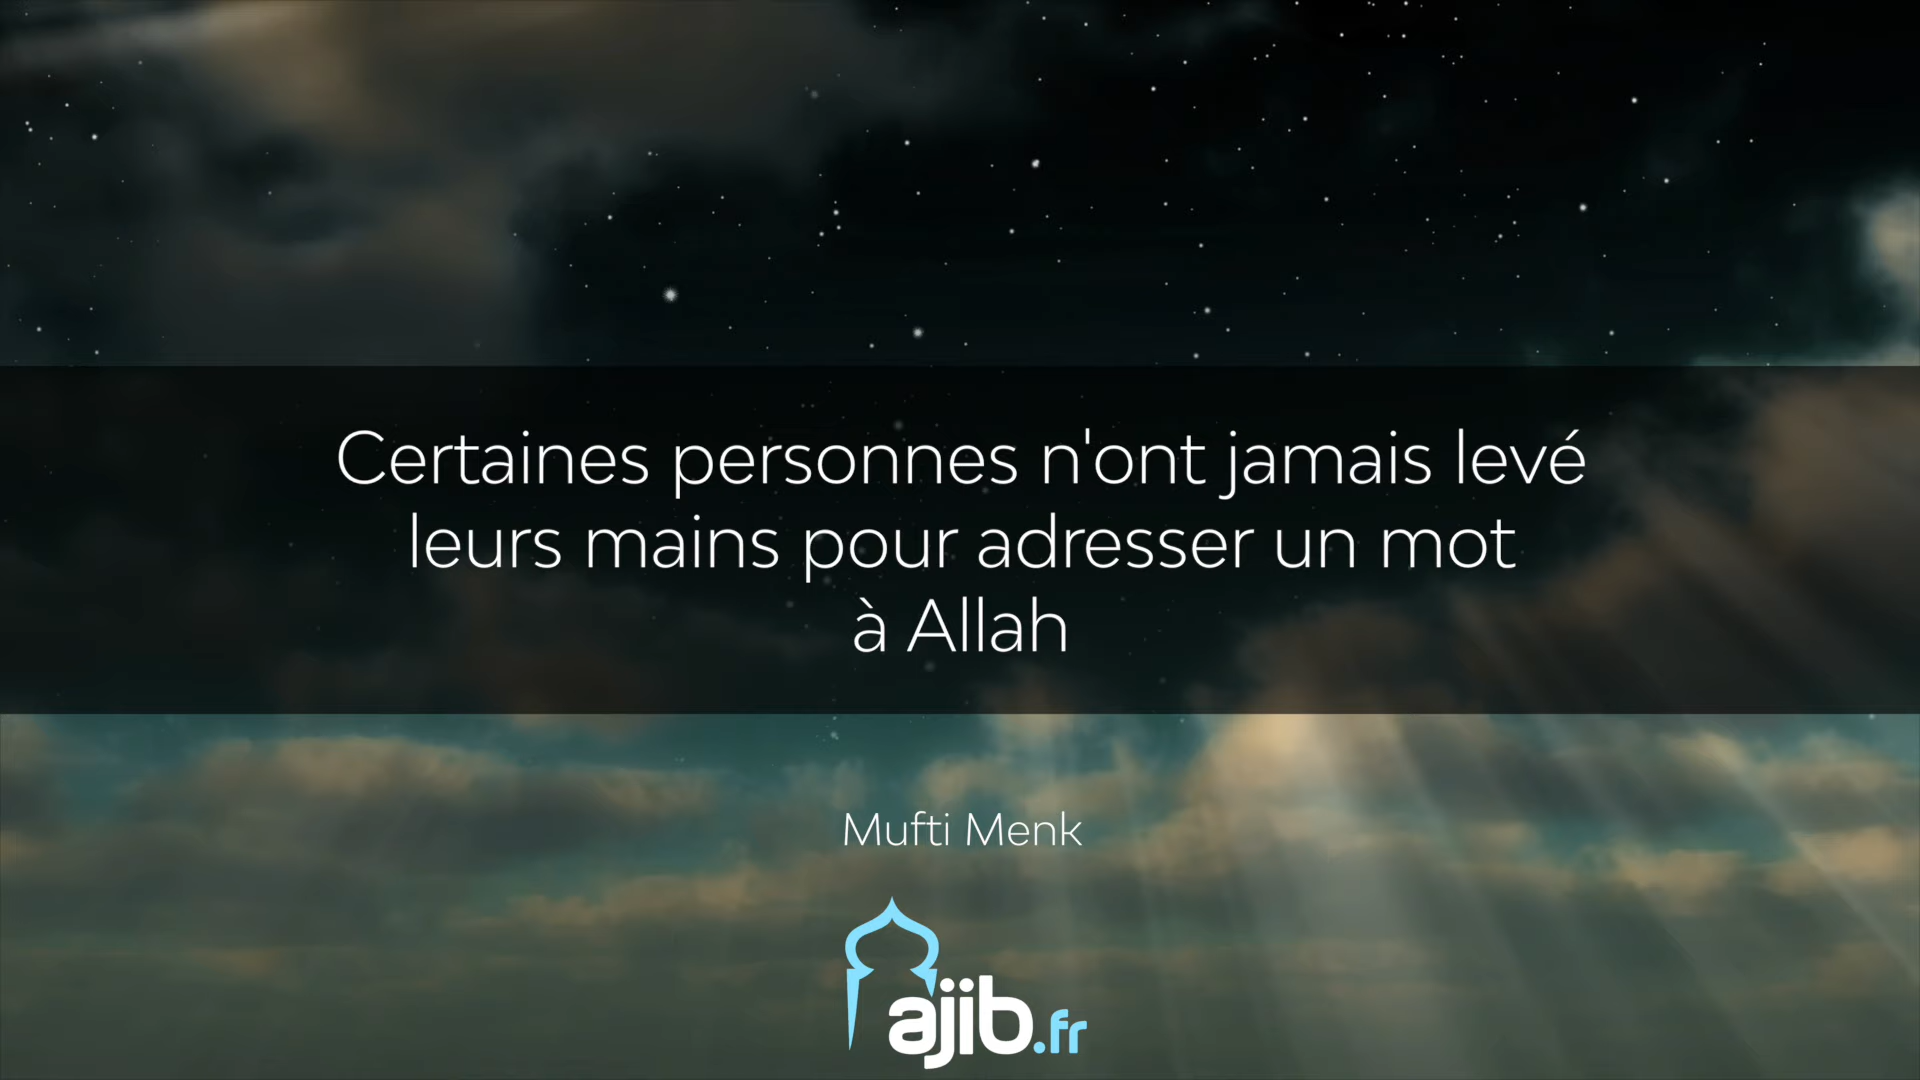 Certaines personnes n'ont jamais levé
leurs mains pour adresser un mot
à Allah
Mufti Menk
ajib.fr